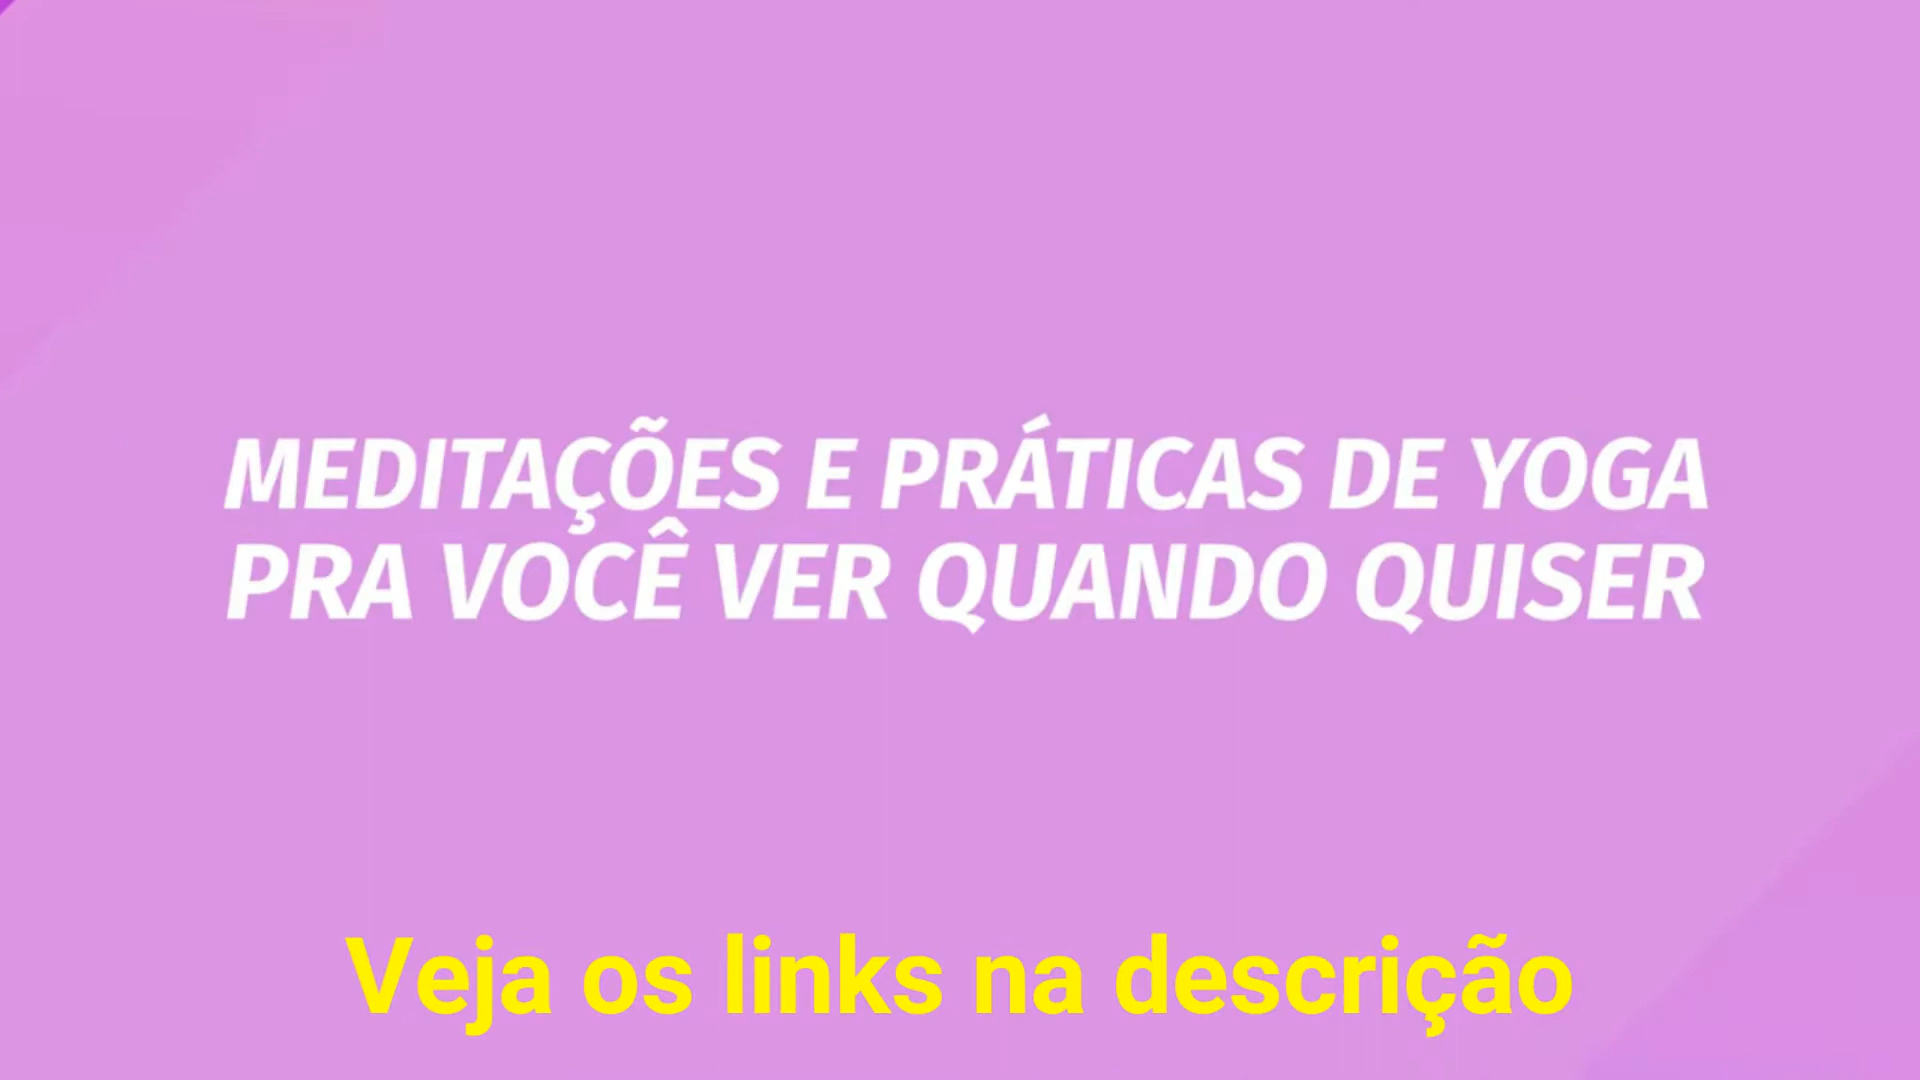 MEDITAÇÕES E PRÁTICAS DE YOGA
PRA VOCÊ VER QUANDO QUISER
Veja os links na descrição